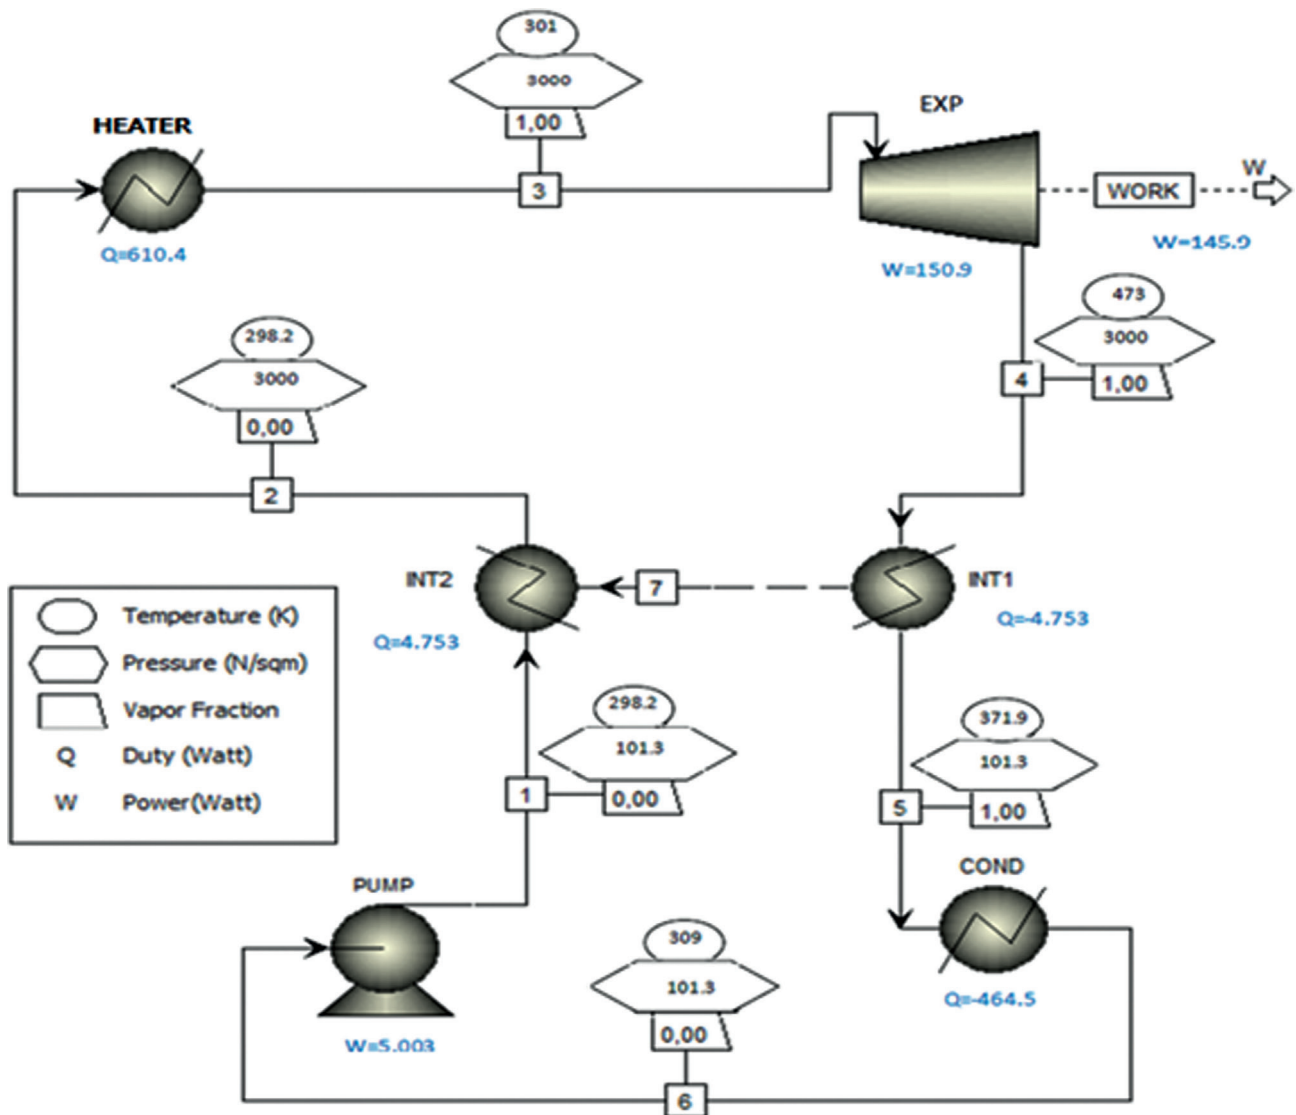 301
3000
1,00
3
HEATER
Q=610.4
EXP
WORK
W
W=145.9
W=150.9
473
3000
1,00
4
298.2
3000
0,00
2
INT2
7
INT1
Q=4.753
Q=-4.753
Temperature (K)
Pressure (N/sqm)
Vapor Fraction
Q Duty (Watt)
W Power(Watt)
298.2
101.3
0,00
1
371.9
101.3
1,00
5
PUMP
W=5.003
COND
Q=-464.5
309
101.3
0,00
6